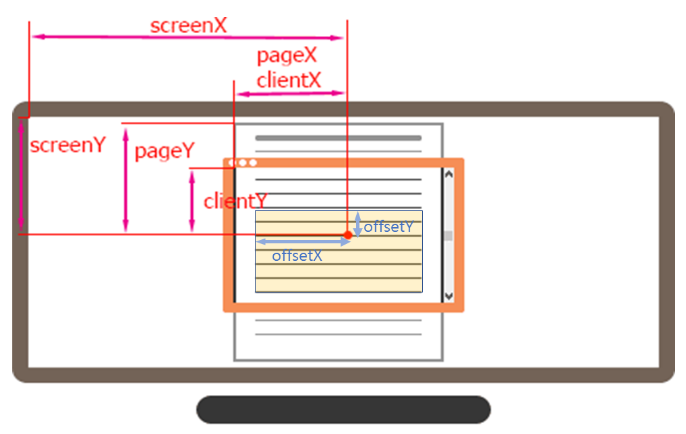 screenX
pageX
clientX
screenY
pageY
clientY
offsetY
offsetX